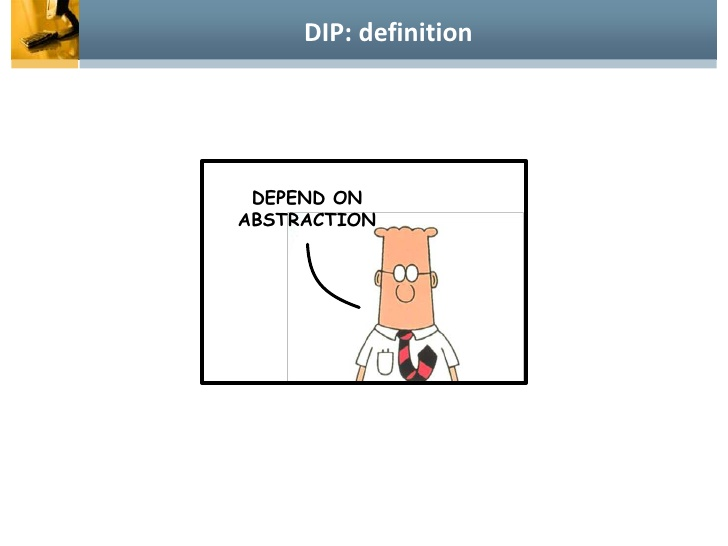 DIP: definition
DEPEND ON
ABSTRACTION